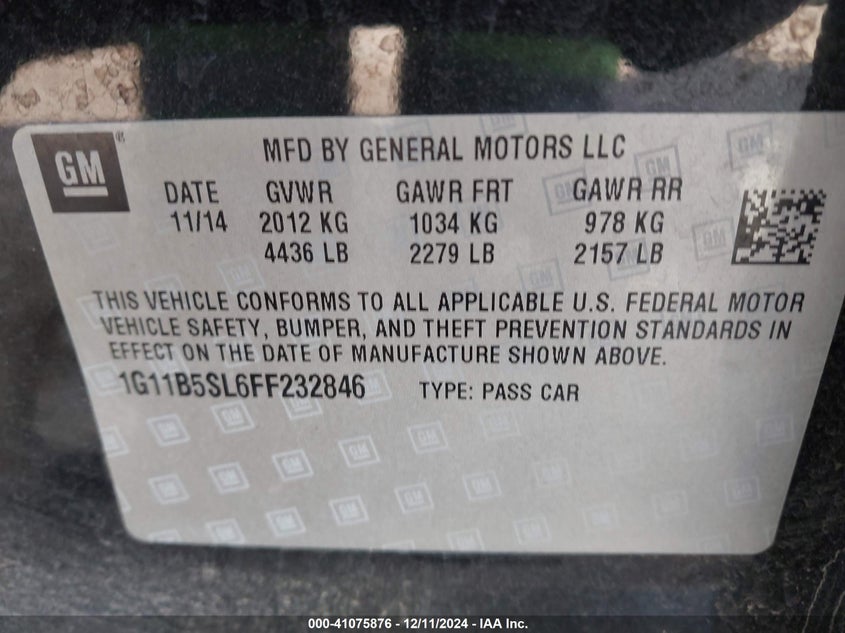 GM®
MFD BY GENERAL MOTORS LLC
DATE GVWR GAWR FRT GAWR RR
11/14 2012 KG 1034 KG 978 KG
4436 LB 2279 LB 2157 LB
THIS VEHICLE CONFORMS TO ALL APPLICABLE U.S. FEDERAL MOTOR
VEHICLE SAFETY, BUMPER, AND THEFT PREVENTION STANDARDS IN
EFFECT ON THE DATE OF MANUFACTURE SHOWN ABOVE.
1G11B5SL6FF232846 TYPE: PASS CAR
000-41075876 - 12/11/2024 - IAA Inc.